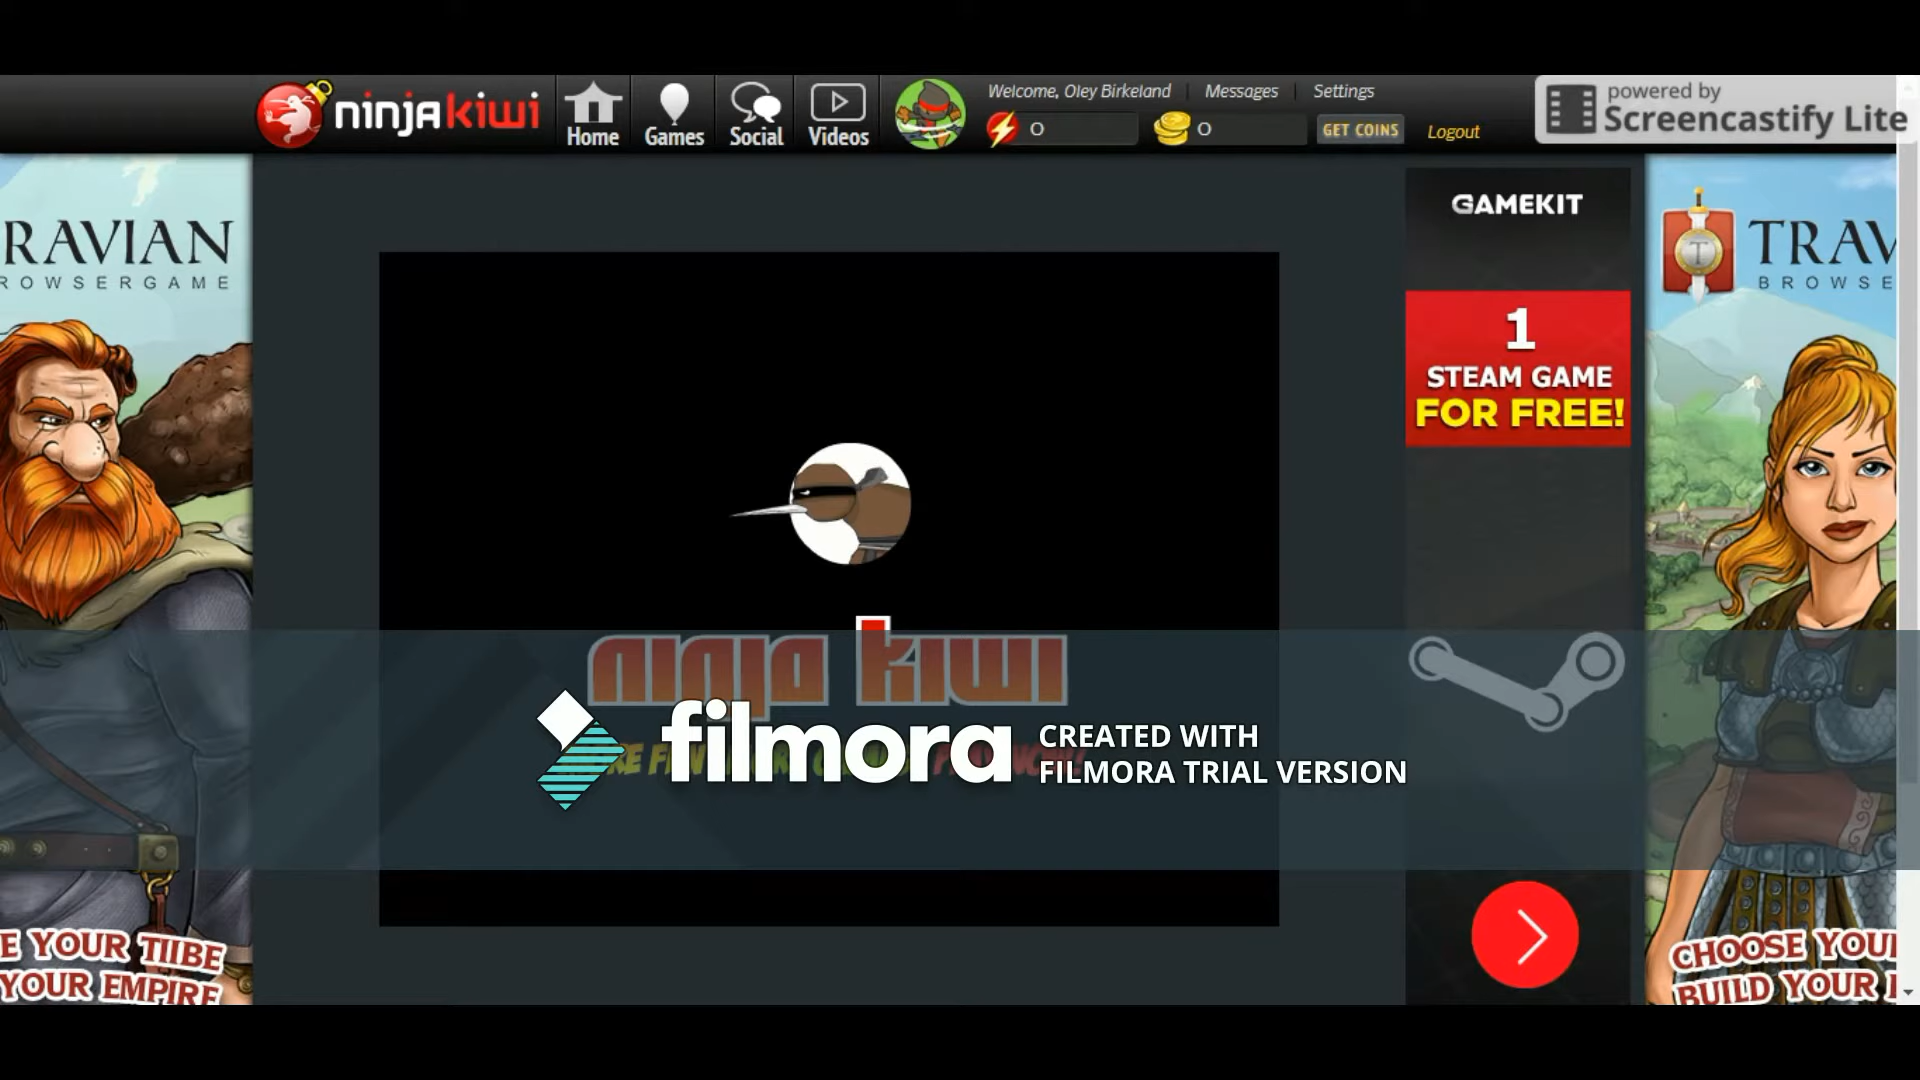 ninjakiwi
Home
Games
Social
Videos
Welcome, Oley Birkeland
Messages
Settings
0
0
GET COINS
Logout
powered by
Screencastify Lite
RAVIAN
ROWSERGAME
GAMEKIT
1
STEAM GAME
FOR FREE!
TRAV
BROWSE
T
ninja kiwi
filmora
CREATED WITH
FILMORA TRIAL VERSION
E YOUR TIIBE
YOUR EMPIRE
CHOOSE YOU
BUILD YOUR